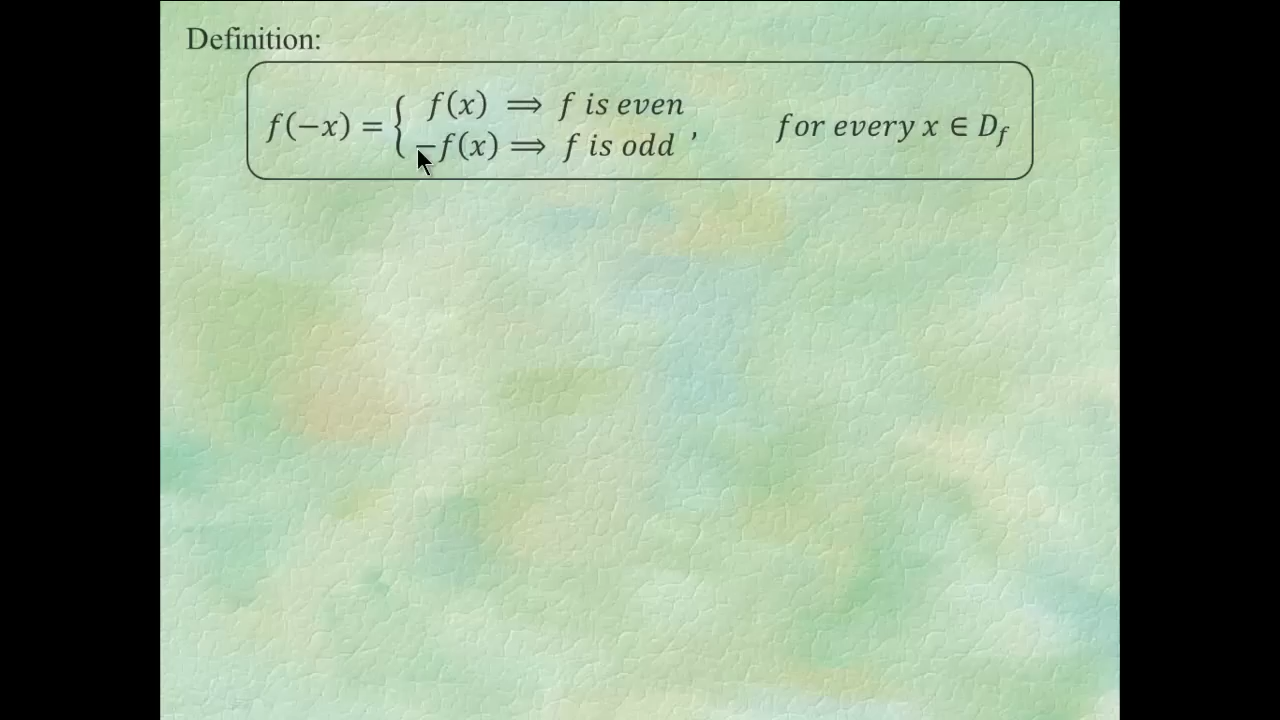 Definition:
f(−x) = { f(x) ⟹ f is even
−f(x) ⟹ f is odd , for every x ∈ D_f